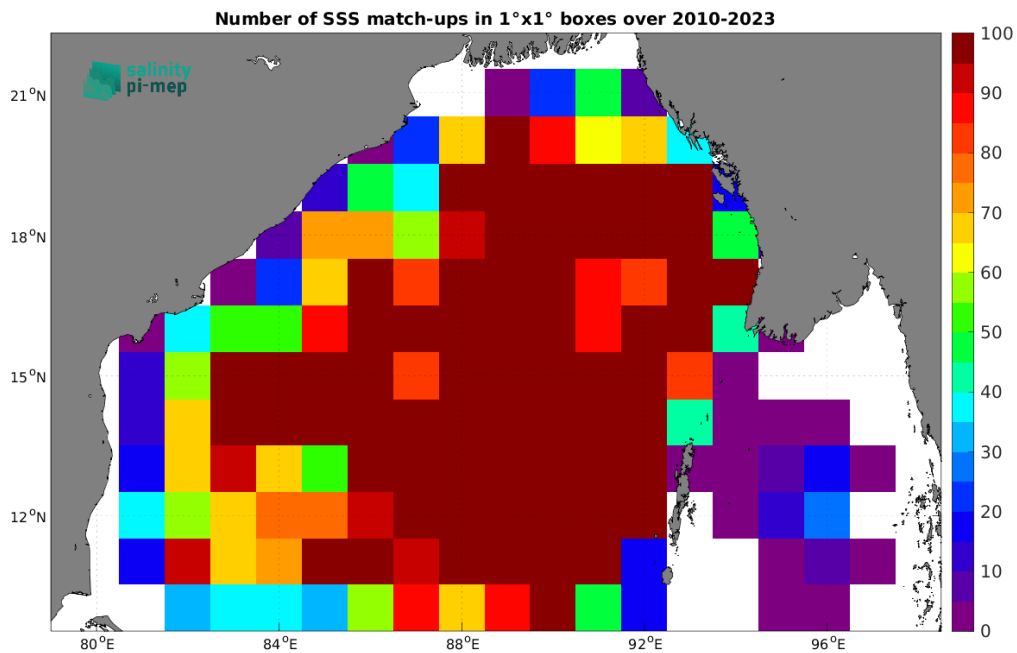 Number of SSS match-ups in 1°x1° boxes over 2010-2023
salinity
pi-mep
21°N
18°N
15°N
12°N
80°E
84°E
88°E
92°E
96°E
100
90
80
70
60
50
40
30
20
10
0